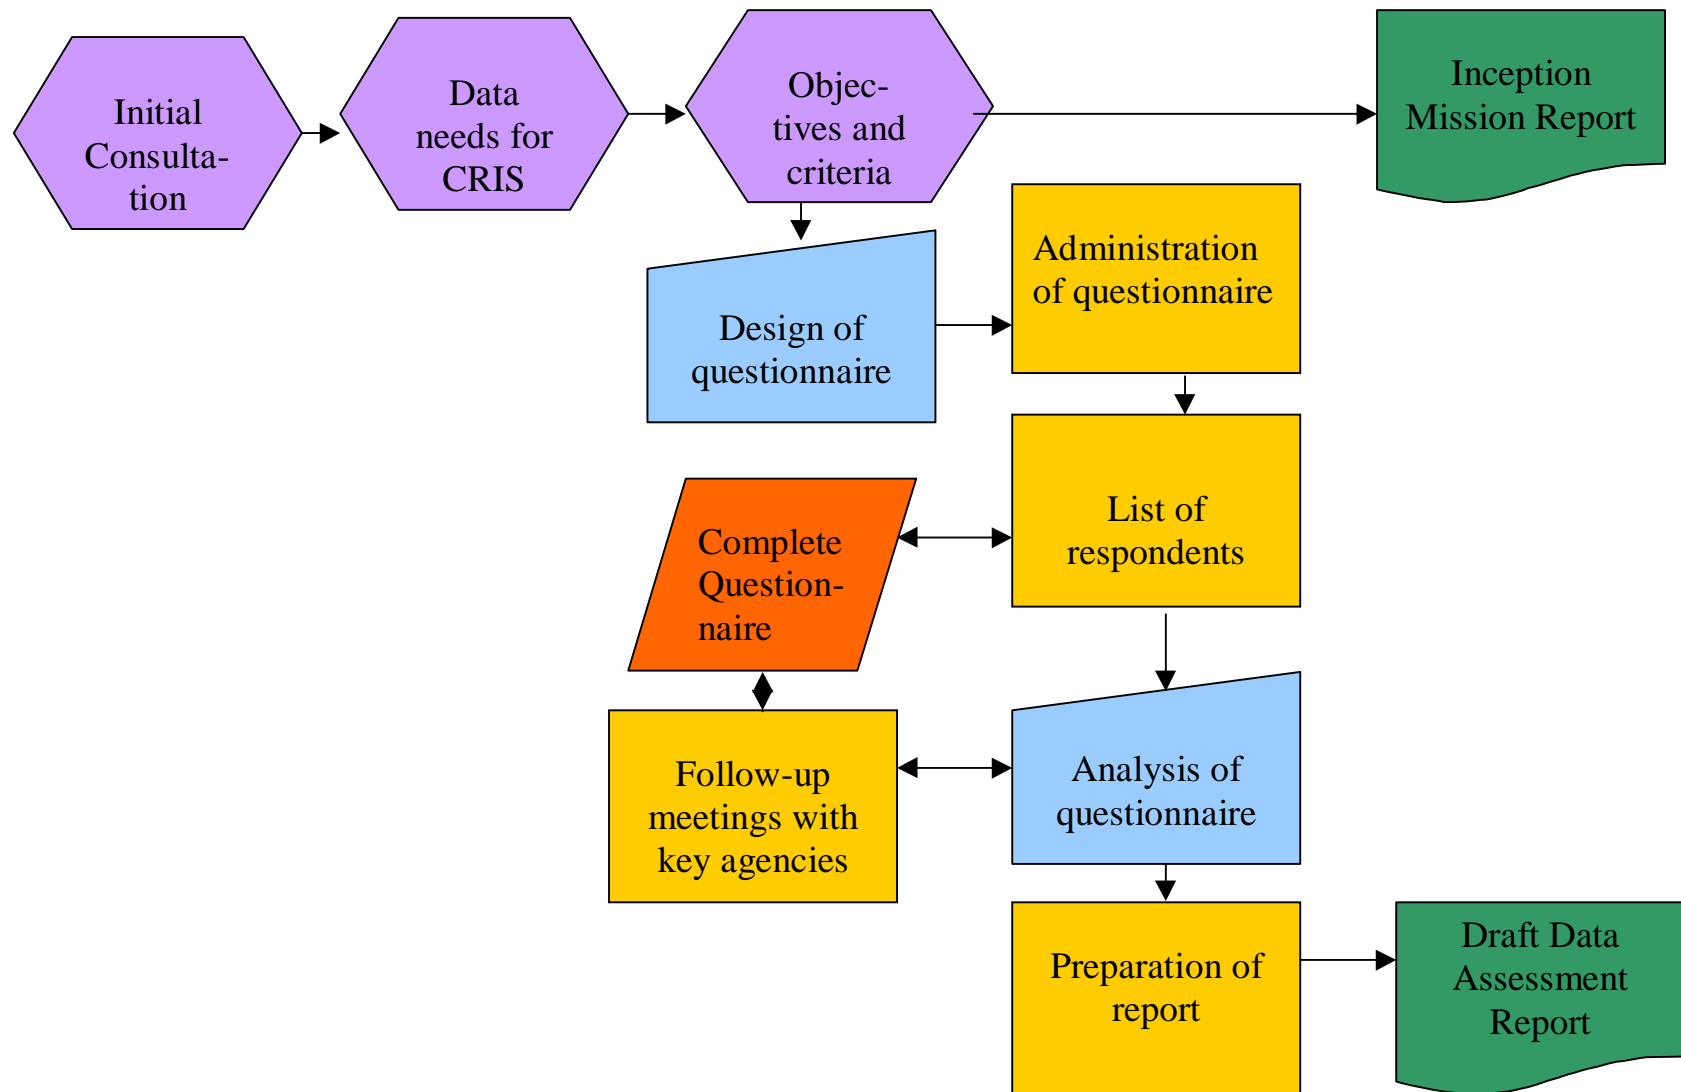 Initial
Consulta-
tion
Data
needs for
CRIS
Objec-
tives and
criteria
Inception
Mission Report
Design of
questionnaire
Administration
of questionnaire
List of
respondents
Complete
Question-
naire
Follow-up
meetings with
key agencies
Analysis of
questionnaire
Preparation of
report
Draft Data
Assessment
Report